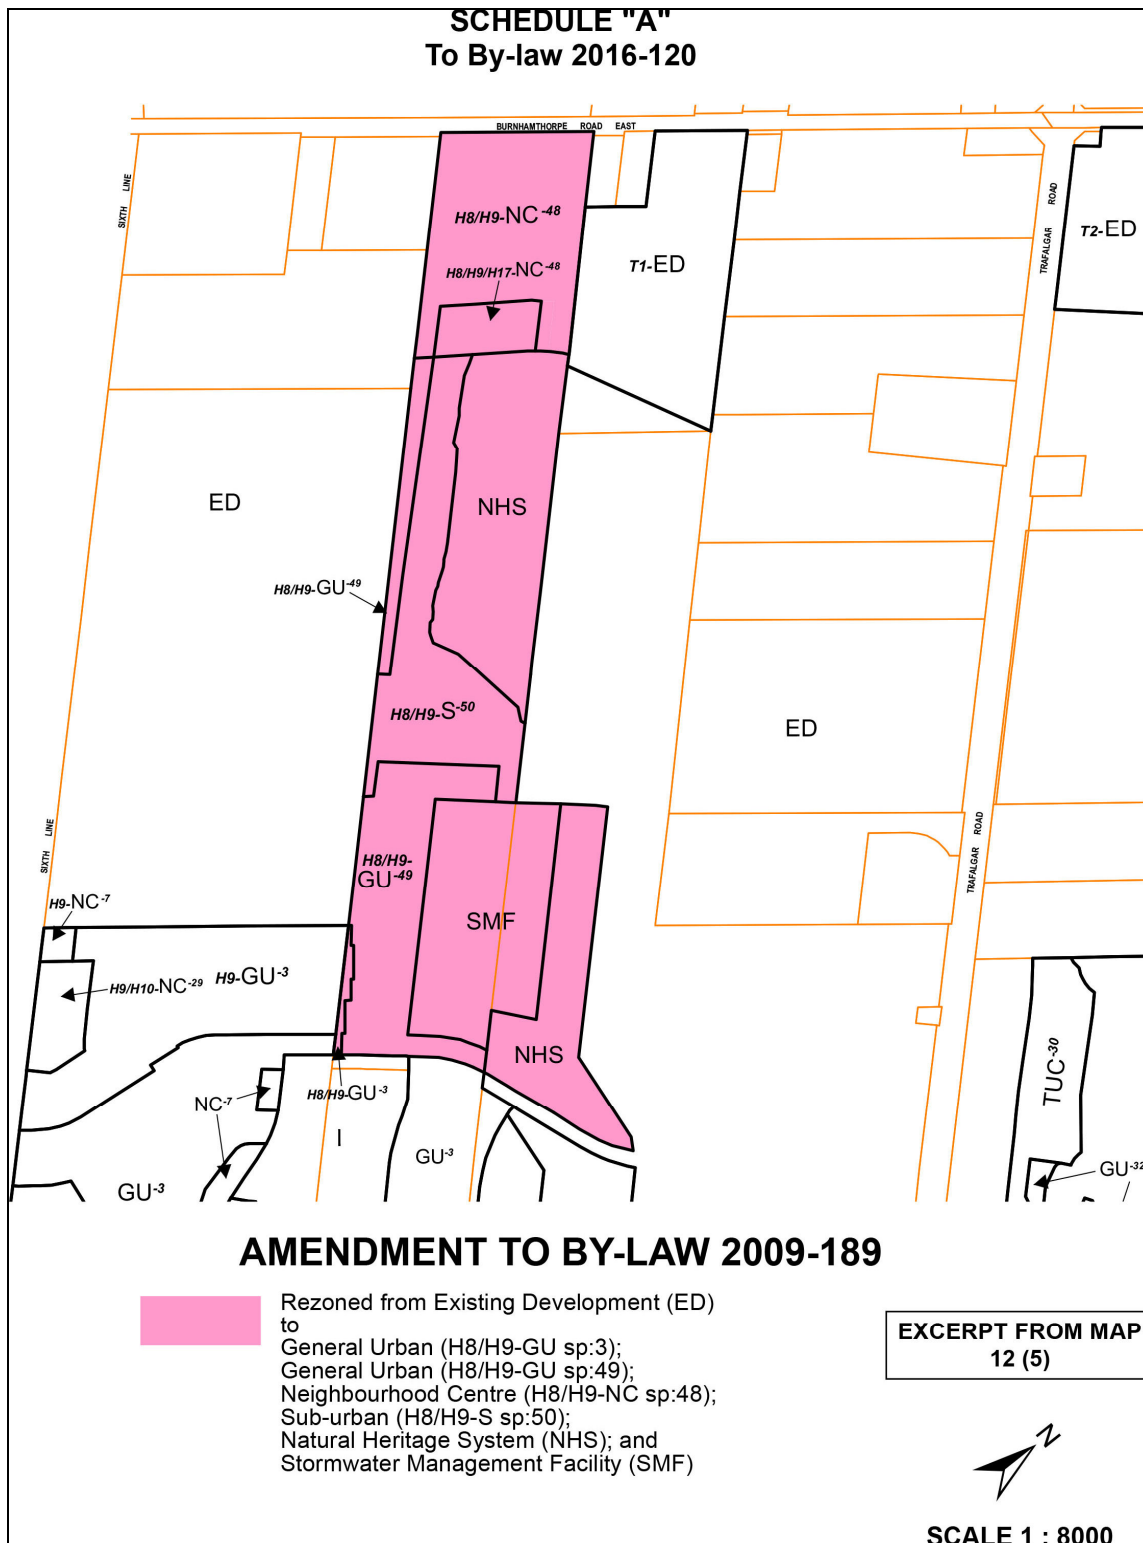 SCHEDULE "A"
To By-law 2016-120
BURNHAMTHORPE ROAD EAST
SIXTH LINE
TRAFALGAR ROAD
H8/H9-NC-48
T2-ED
T1-ED
H8/H9/H17-NC-48
ED
NHS
H8/H9-GU-49
H8/H9-S-50
ED
SIXTH LINE
TRAFALGAR ROAD
H8/H9-
GU-49
H9-NC-7
SMF
H9-GU-3
H9/H10-NC-29
NHS
TUC-30
H8/H9-GU-3
NC-7
I
GU-3
GU-3
GU-32
AMENDMENT TO BY-LAW 2009-189
Rezoned from Existing Development (ED)
to
General Urban (H8/H9-GU sp:3);
General Urban (H8/H9-GU sp:49);
Neighbourhood Centre (H8/H9-NC sp:48);
Sub-urban (H8/H9-S sp:50);
Natural Heritage System (NHS); and
Stormwater Management Facility (SMF)
EXCERPT FROM MAP
12 (5)
N
SCALE 1 : 8000